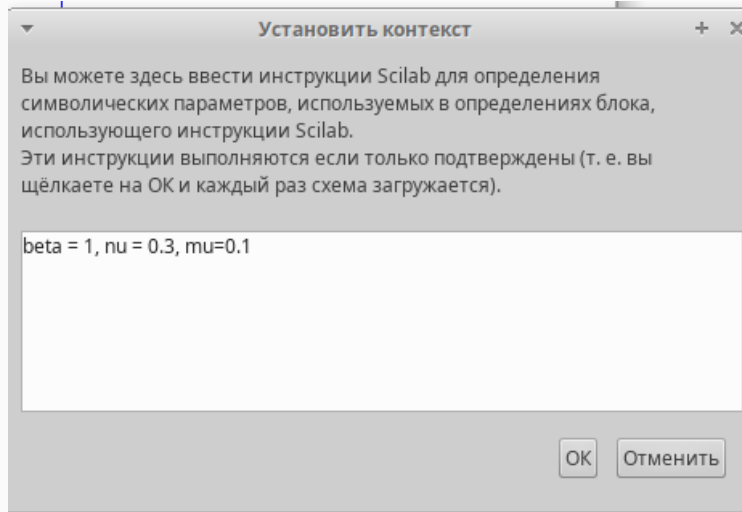 Установить контекст
Вы можете здесь ввести инструкции Scilab для определения
символических параметров, используемых в определениях блока,
использующего инструкции Scilab.
Эти инструкции выполняются если только подтверждены (т. е. вы
щёлкаете на ОК и каждый раз схема загружается).
beta = 1, nu = 0.3, mu=0.1
ОК
Отменить